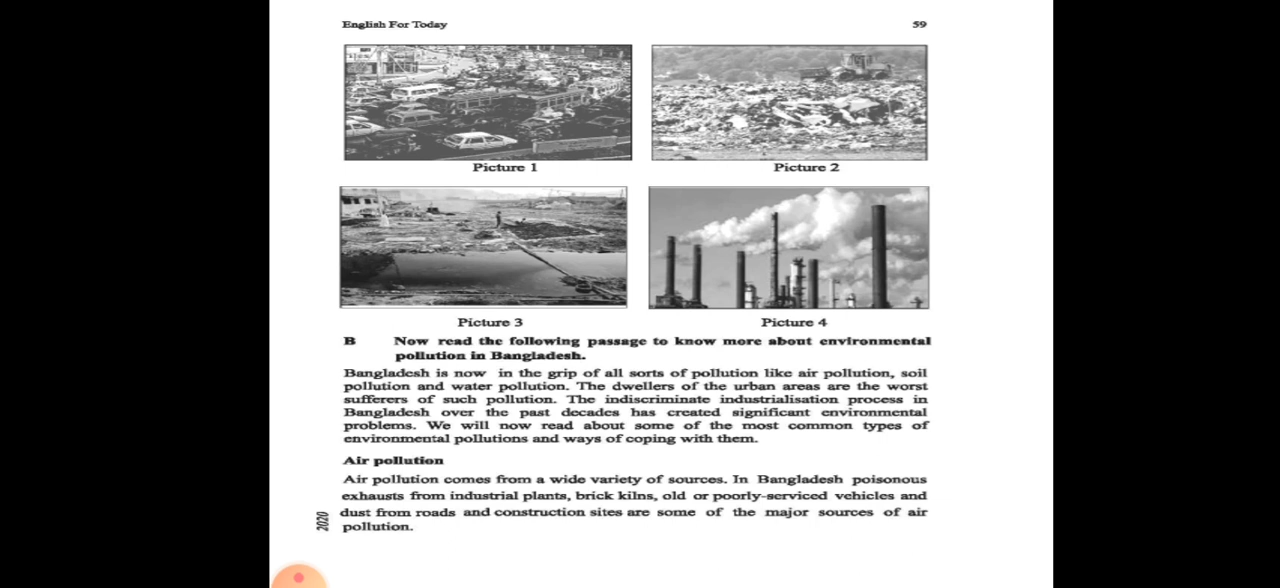 English For Today 59
Picture 1 Picture 2
Picture 3 Picture 4
B Now read the following passage to know more about environmental
pollution in Bangladesh.
Bangladesh is now in the grip of all sorts of pollution like air pollution, soil
pollution and water pollution. The dwellers of the urban areas are the worst
sufferers of such pollution. The indiscriminate industrialisation process in
Bangladesh over the past decades has created significant environmental
problems. We will now read about some of the most common types of
environmental pollutions and ways of coping with them.
Air pollution
Air pollution comes from a wide variety of sources. In Bangladesh poisonous
exhausts from industrial plants, brick kilns, old or poorly-serviced vehicles and
dust from roads and construction sites are some of the major sources of air
pollution.
2020